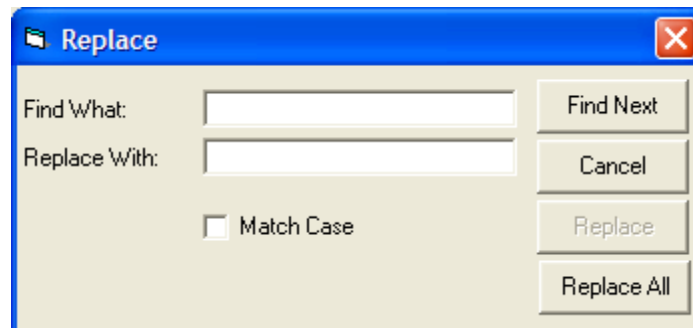 Replace
Find What:
Find Next
Replace With:
Cancel
Match Case
Replace
Replace All